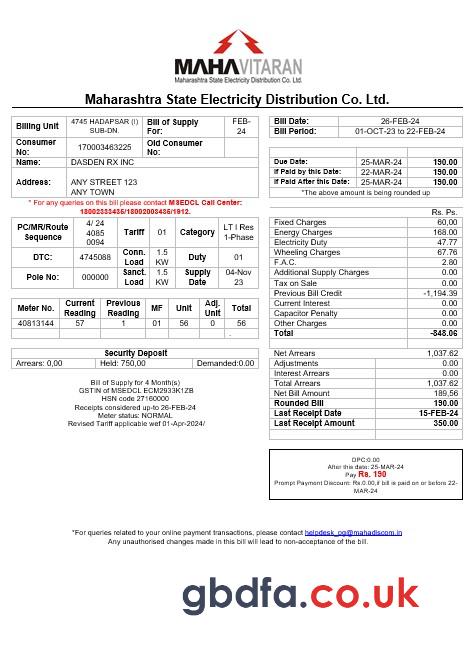 MAHAVITARAN
Maharashtra State Electricity Distribution Co. Ltd.
Maharashtra State Electricity Distribution Co. Ltd.
Billing Unit 4745 HADAPSAR (I) SUB-DN. Bill of Supply For: FEB-24
Consumer No: 170003463225 Old Consumer No:
Name: DASDEN RX INC
Address: ANY STREET 123
ANY TOWN
* For any queries on this bill please contact MSEDCL Call Center:
18002333435/18002003435/1912.
PC/MR/Route Sequence 4/ 24 4085 0094 Tariff 01 Category LT I Res 1-Phase
DTC: 4745088 Conn. Load 1.5 KW Duty 01
Pole No: 000000 Sanct. Load 1.5 KW Supply Date 04-Nov 23
Meter No. Current Reading Previous Reading MF Unit Adj. Unit Total
40813144 57 1 01 56 0 56
.
Security Deposit
Arrears: 0,00 Held: 750,00 Demanded:0.00
Bill of Supply for 4 Month(s)
GSTIN of MSEDCL ECM2933K1ZB
HSN code 27160000
Receipts considered up-to 26-FEB-24
Meter status: NORMAL
Revised Tariff applicable wef 01-Apr-2024/
Bill Date: 26-FEB-24
Bill Period: 01-OCT-23 to 22-FEB-24
Due Date: 25-MAR-24 190.00
If Paid by this Date: 22-MAR-24 190.00
If Paid After this Date: 25-MAR-24 190.00
*The above amount is being rounded up
Rs. Ps.
Fixed Charges 60,00
Energy Charges 168.00
Electricity Duty 47.77
Wheeling Charges 67.76
F.A.C. 2.80
Additional Supply Charges 0.00
Tax on Sale 0.00
Previous Bill Credit -1,194.39
Current Interest 0.00
Capacitor Penalty 0.00
Other Charges 0.00
Total -848.06
Net Arrears 1,037.62
Adjustments 0.00
Interest Arrears 0.00
Total Arrears 1,037.62
Net Bill Amount 189,56
Rounded Bill 190.00
Last Receipt Date 15-FEB-24
Last Receipt Amount 350.00
DPC:0.00
After this date: 25-MAR-24
Pay Rs. 190
Prompt Payment Discount: Rs.0.00,if bill is paid on or before 22-
MAR-24
*For queries related to your online payment transactions, please contact helpdesk_pg@mahadiscom.in
Any unauthorised changes made in this bill will lead to non-acceptance of the bill.
gbdfa.co.uk